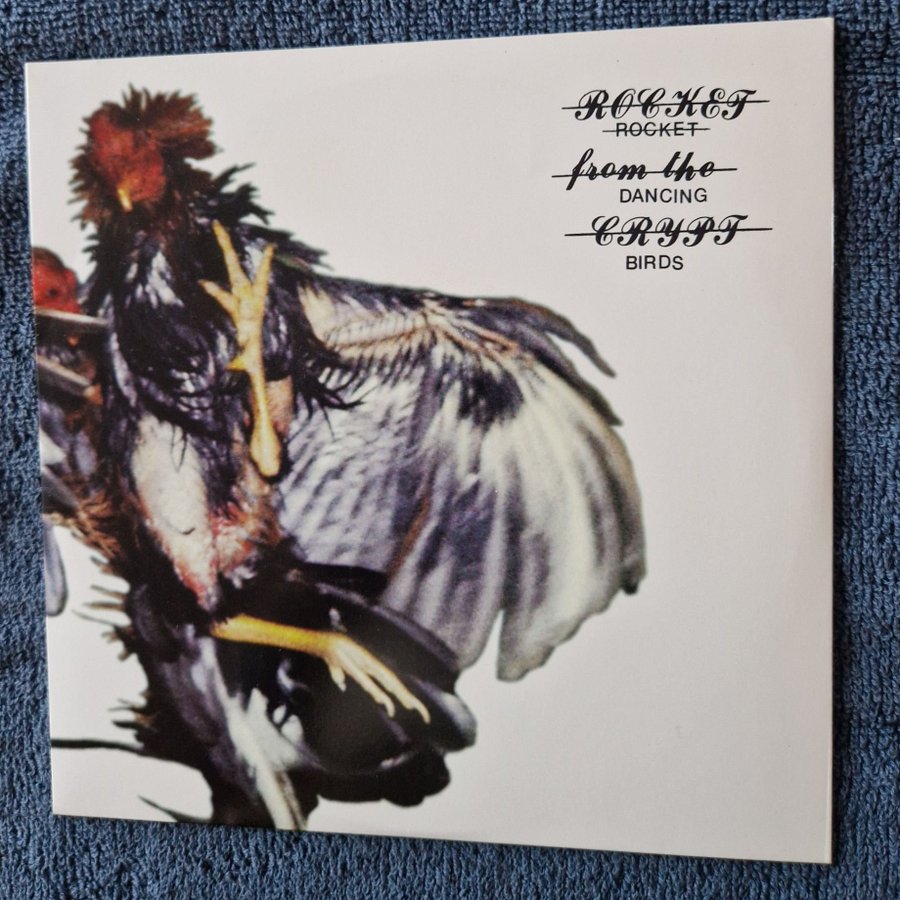 ROCKET
ROCKET
from the
DANCING
CRYPT
BIRDS